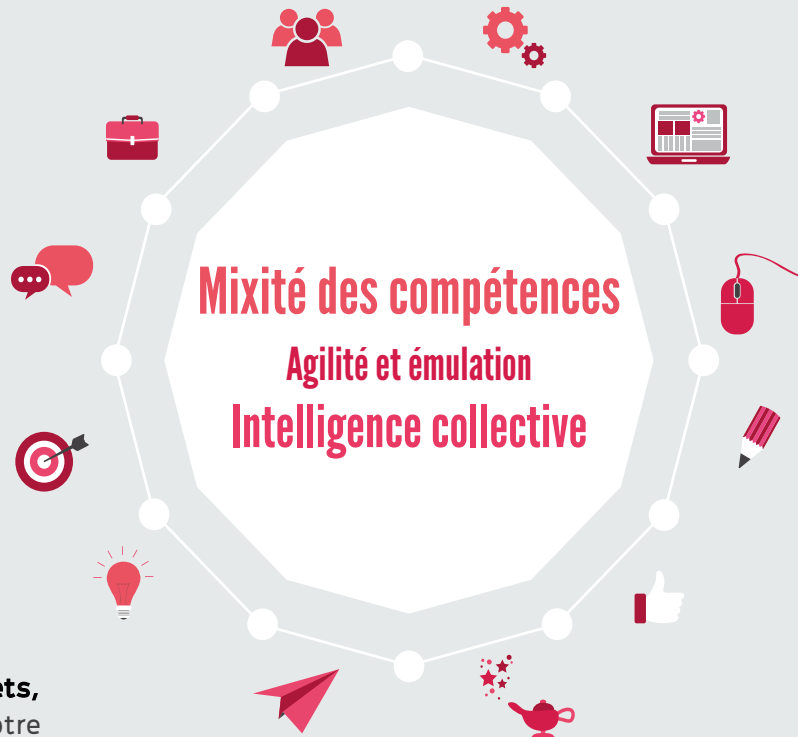 Mixité des compétences
Agilité et émulation
Intelligence collective
ets,
otre